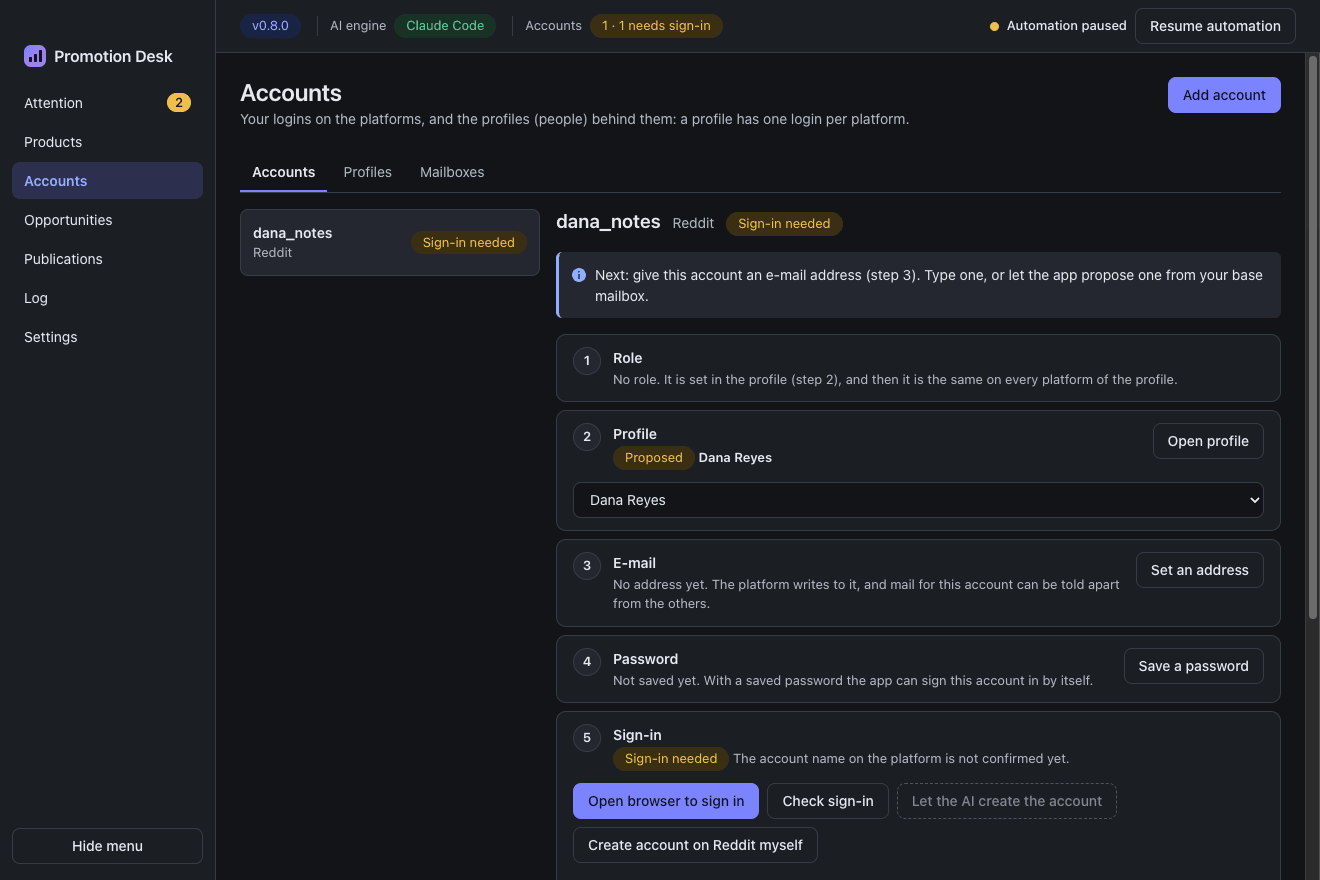 Promotion Desk
Attention
2
Products
Accounts
Opportunities
Publications
Log
Settings
Hide menu
v0.8.0
AI engine
Claude Code
Accounts
1 · 1 needs sign-in
Automation paused
Resume automation
Accounts
Your logins on the platforms, and the profiles (people) behind them: a profile has one login per platform.
Add account
Accounts
Profiles
Mailboxes
dana_notes
Reddit
Sign-in needed
dana_notes
Reddit
Sign-in needed
Next: give this account an e-mail address (step 3). Type one, or let the app propose one from your base
mailbox.
1
Role
No role. It is set in the profile (step 2), and then it is the same on every platform of the profile.
2
Profile
Proposed
Dana Reyes
Open profile
Dana Reyes
3
E-mail
No address yet. The platform writes to it, and mail for this account can be told apart
from the others.
Set an address
4
Password
Not saved yet. With a saved password the app can sign this account in by itself.
Save a password
5
Sign-in
Sign-in needed
The account name on the platform is not confirmed yet.
Open browser to sign in
Check sign-in
Let the AI create the account
Create account on Reddit myself